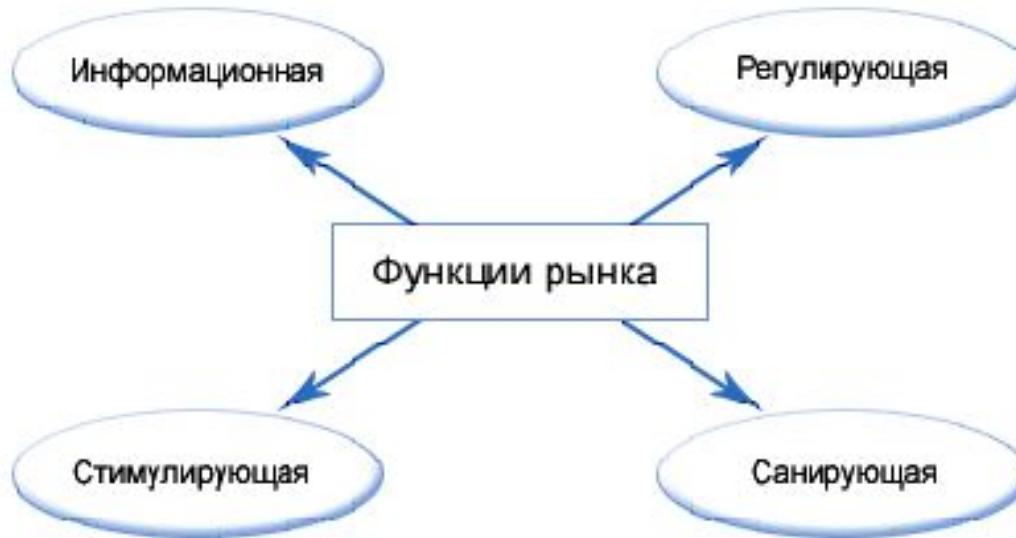 Информационная
Регулирующая
Функции рынка
Стимулирующая
Санирующая